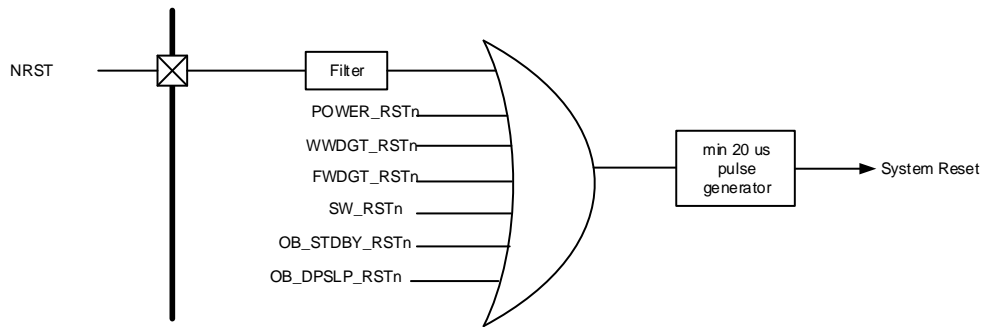 NRST
Filter
POWER_RSTn
WWDGT_RSTn
FWDGT_RSTn
SW_RSTn
OB_STDBY_RSTn
OB_DPSLP_RSTn
min 20 us
pulse
generator
System Reset